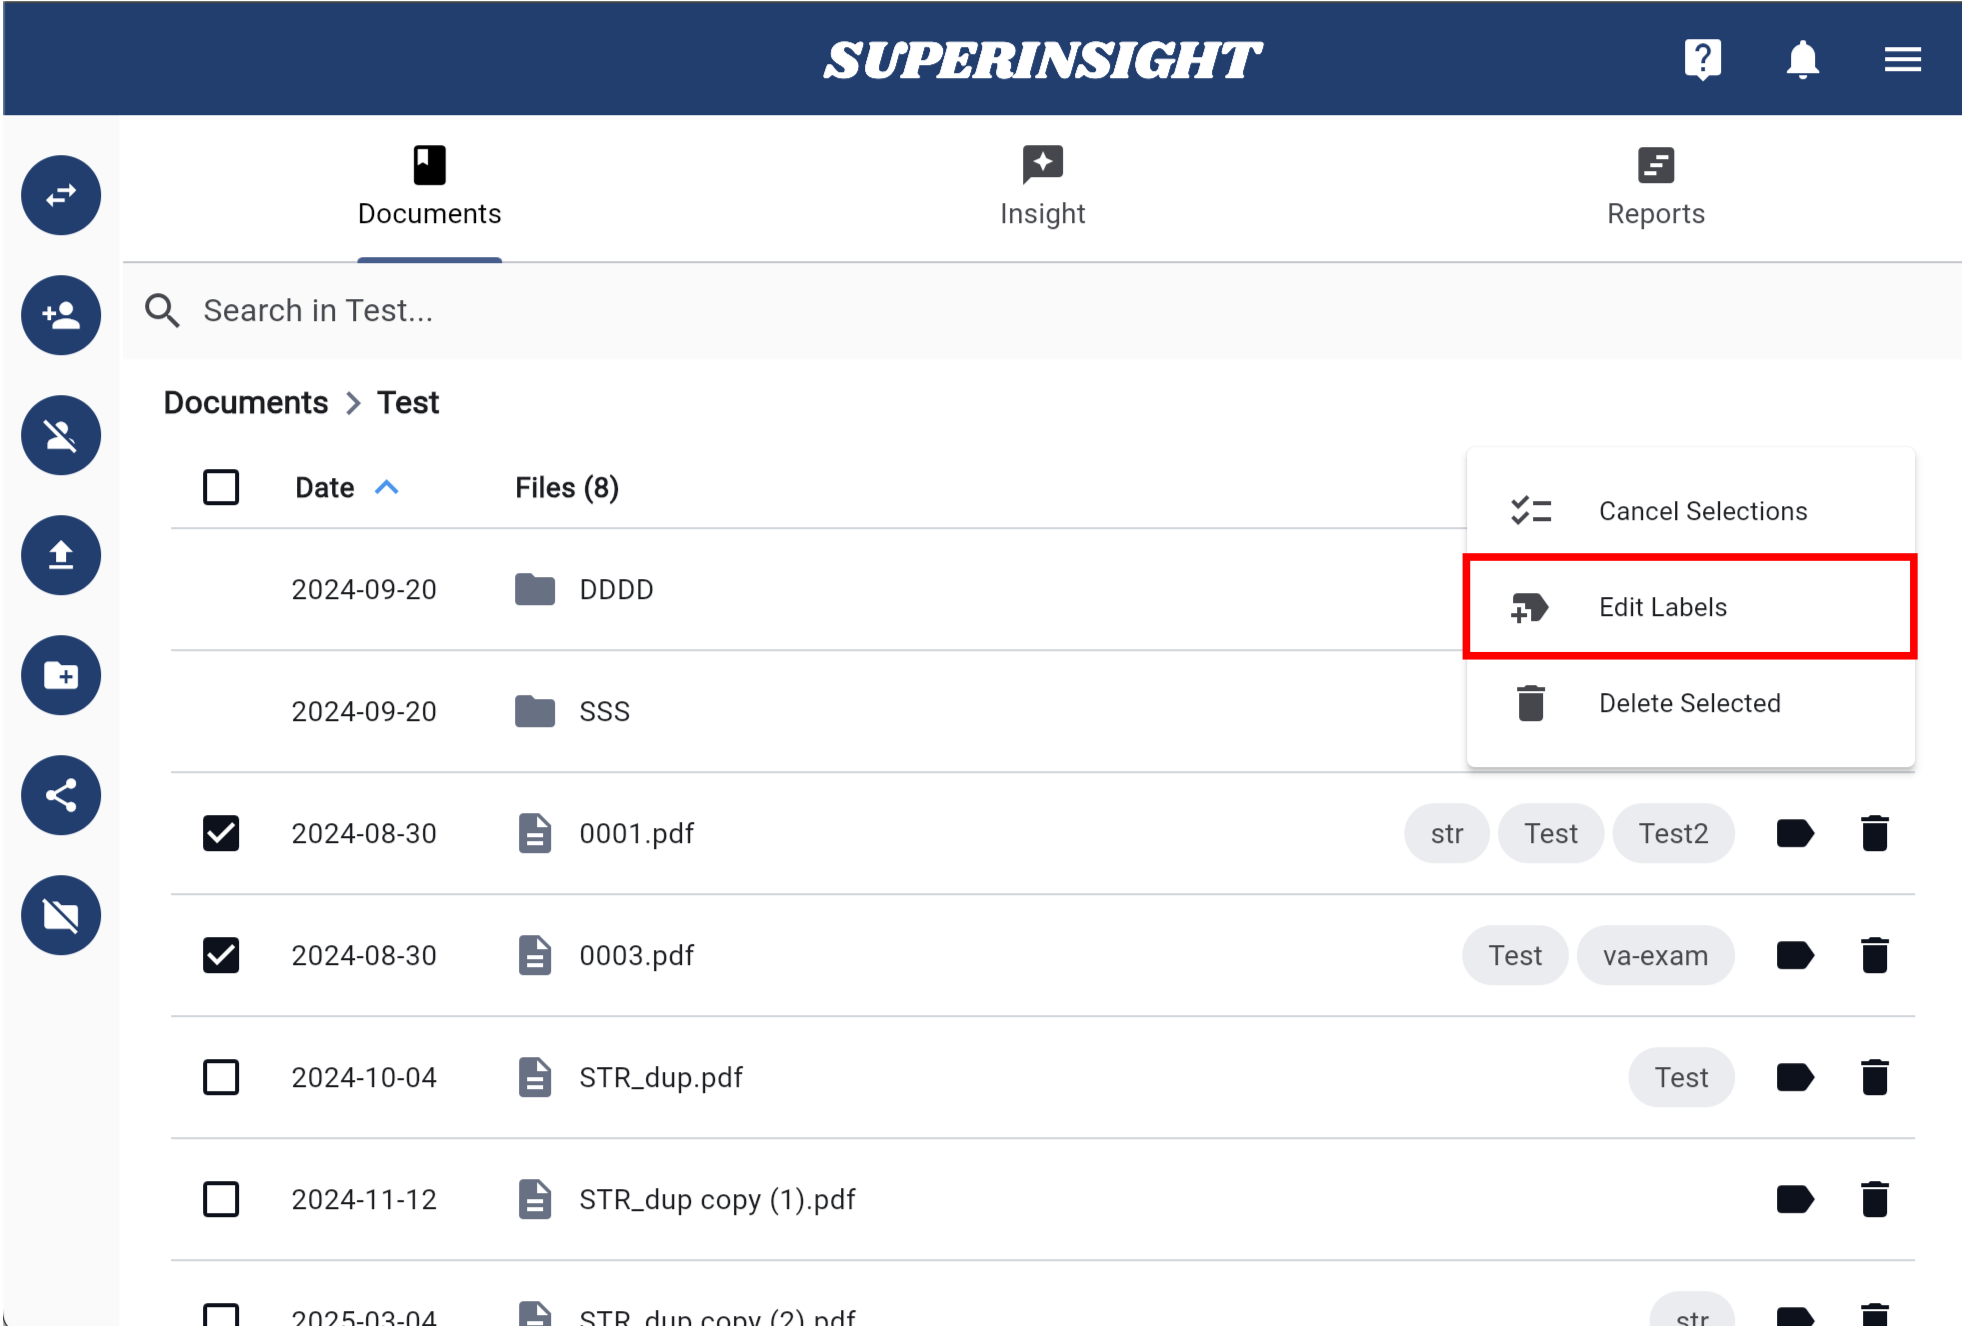 SUPERINSIGHT
Documents
Insight
Reports
Search in Test...
Documents > Test
Date
Files (8)
Cancel Selections
Edit Labels
Delete Selected
2024-09-20 DDDD
2024-09-20 SSS
2024-08-30 0001.pdf str Test Test2
2024-08-30 0003.pdf Test va-exam
2024-10-04 STR_dup.pdf Test
2024-11-12 STR_dup copy (1).pdf
2025-03-04 STR_dup copy (2).pdf str